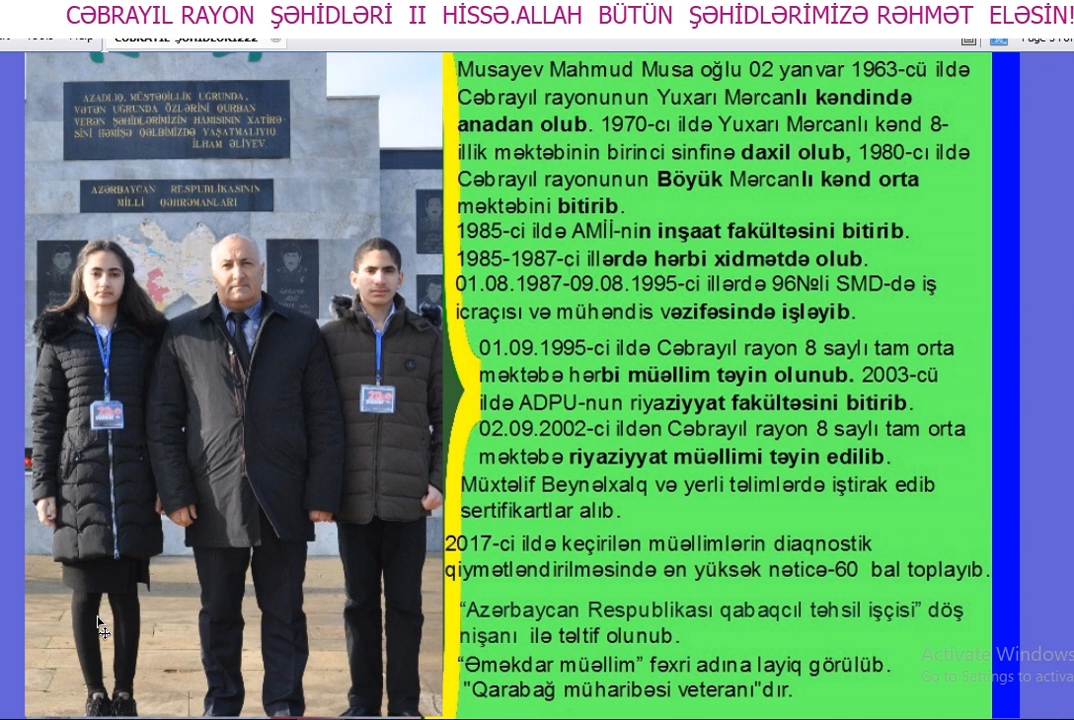 CƏBRAYIL RAYON ŞƏHİDLƏRİ II HİSSƏ.ALLAH BÜTÜN ŞƏHİDLƏRİMİZƏ RƏHMƏT ELƏSİN!
AZADLIQ, MÜSTƏQİLLİK UĞRUNDA,
VƏTƏN UĞRUNDA ÖZLƏRİNİ QURBAN
VERƏN ŞƏHİDLƏRİMİZİN HAMISININ XATİRƏ-
SİNİ HƏMİŞƏ QƏLBİMİZDƏ YAŞATMALIYIQ.
İLHAM ƏLİYEV.
AZƏRBAYCAN RESPUBLİKASININ
MİLLİ QƏHRƏMANLARI
Musayev Mahmud Musa oğlu 02 yanvar 1963-cü ildə
Cəbrayıl rayonunun Yuxarı Mərcanlı kəndində
anadan olub. 1970-cı ildə Yuxarı Mərcanlı kənd 8-
illik məktəbinin birinci sinfinə daxil olub, 1980-cı ildə
Cəbrayıl rayonunun Böyük Mərcanlı kənd orta
məktəbini bitirib.
1985-ci ildə AMİİ-nin inşaat fakültəsini bitirib.
1985-1987-ci illərdə hərbi xidmətdə olub.
01.08.1987-09.08.1995-ci illərdə 96№li SMD-də iş
icraçısı və mühəndis vəzifəsində işləyib.
01.09.1995-ci ildə Cəbrayıl rayon 8 saylı tam orta
məktəbə hərbi müəllim təyin olunub. 2003-cü
ildə ADPU-nun riyaziyyat fakültəsini bitirib.
02.09.2002-ci ildən Cəbrayıl rayon 8 saylı tam orta
məktəbə riyaziyyat müəllimi təyin edilib.
Müxtəlif Beynəlxalq və yerli təlimlərdə iştirak edib
sertifikartlar alıb.
2017-ci ildə keçirilən müəllimlərin diaqnostik
qiymətləndirilməsində ən yüksək nəticə-60 bal toplayıb.
“Azərbaycan Respublikası qabaqcıl təhsil işçisi” döş
nişanı ilə təltif olunub.
“Əməkdar müəllim” fəxri adına layiq görülüb.
"Qarabağ müharibəsi veteranı"dır.
Activate Windows
Go to Settings to activa